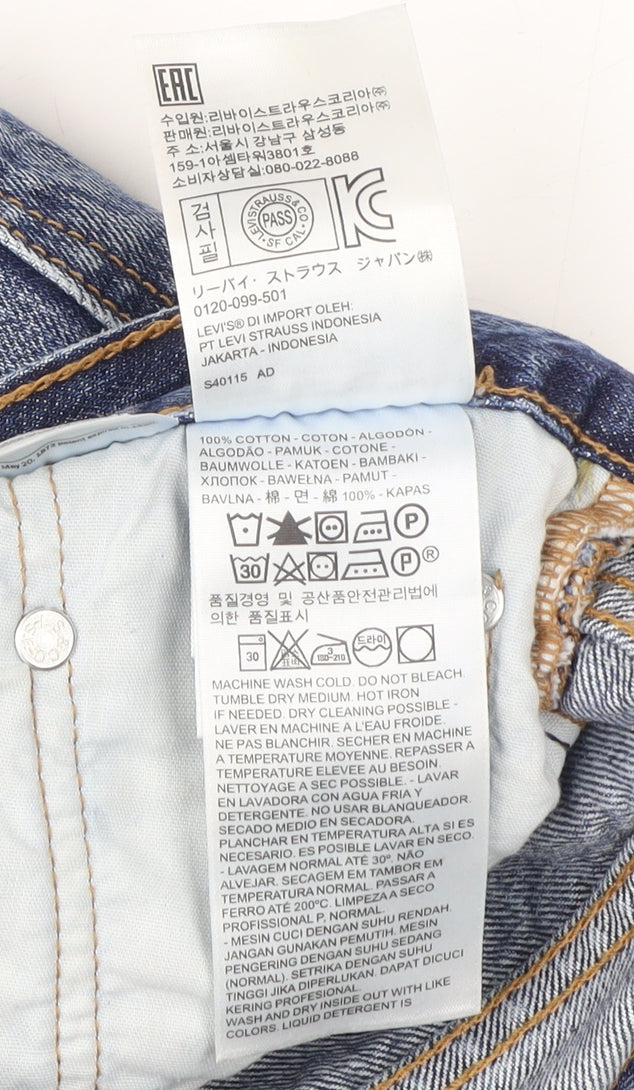 EAC
수입원:리바이스트라우스코리아㈜
판매원:리바이스트라우스코리아㈜
주 소:서울시 강남구 삼성동
159-1아셈타워3801호
소비자상담실:080-022-8088
검사필
LEVI STRAUSS & CO
PASS
SF CAL
KC
リーバイ・ストラウス ジャパン㈱
0120-099-501
LEVI'S® DI IMPORT OLEH:
PT LEVI STRAUSS INDONESIA
JAKARTA - INDONESIA
S40115 AD
May 20, 1873
100% COTTON - COTON - ALGODÓN -
ALGODÃO - PAMUK - COTONE -
BAUMWOLLE - KATOEN - BAMBAKI -
ХЛОПОК - BAWEŁNA - PAMUT -
BAVLNA - 棉 - 면 - 綿 100% - KAPAS
P
30 P®
품질경영 및 공산품안전관리법에
의한 품질표시
30 3 180-210 드라이
MACHINE WASH COLD. DO NOT BLEACH.
TUMBLE DRY MEDIUM. HOT IRON
IF NEEDED. DRY CLEANING POSSIBLE -
LAVER EN MACHINE A L'EAU FROIDE.
NE PAS BLANCHIR. SECHER EN MACHINE
A TEMPERATURE MOYENNE. REPASSER A
TEMPERATURE ELEVEE AU BESOIN.
NETTOYAGE A SEC POSSIBLE. - LAVAR
EN LAVADORA CON AGUA FRIA Y
DETERGENTE. NO USAR BLANQUEADOR.
SECADO MEDIO EN SECADORA.
PLANCHAR EN TEMPERATURA ALTA SI ES
NECESARIO. ES POSIBLE LAVAR EN SECO.
- LAVAGEM NORMAL ATÉ 30º. NÃO
ALVEJAR. SECAGEM EM TAMBOR EM
TEMPERATURA NORMAL. PASSAR A
FERRO ATÉ 200ºC. LIMPEZA A SECO
PROFISSIONAL P, NORMAL.
- MESIN CUCI DENGAN SUHU RENDAH.
JANGAN GUNAKAN PEMUTIH. MESIN
PENGERING DENGAN SUHU SEDANG
(NORMAL). SETRIKA DENGAN SUHU
TINGGI JIKA DIPERLUKAN. DAPAT DICUCI
KERING PROFESIONAL.
WASH AND DRY INSIDE OUT WITH LIKE
COLORS. LIQUID DETERGENT IS